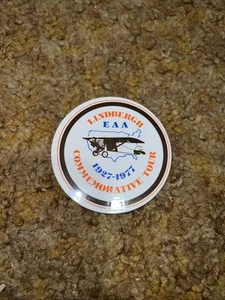 LINDBERGH
EAA
1927-1977
COMMEMORATIVE TOUR